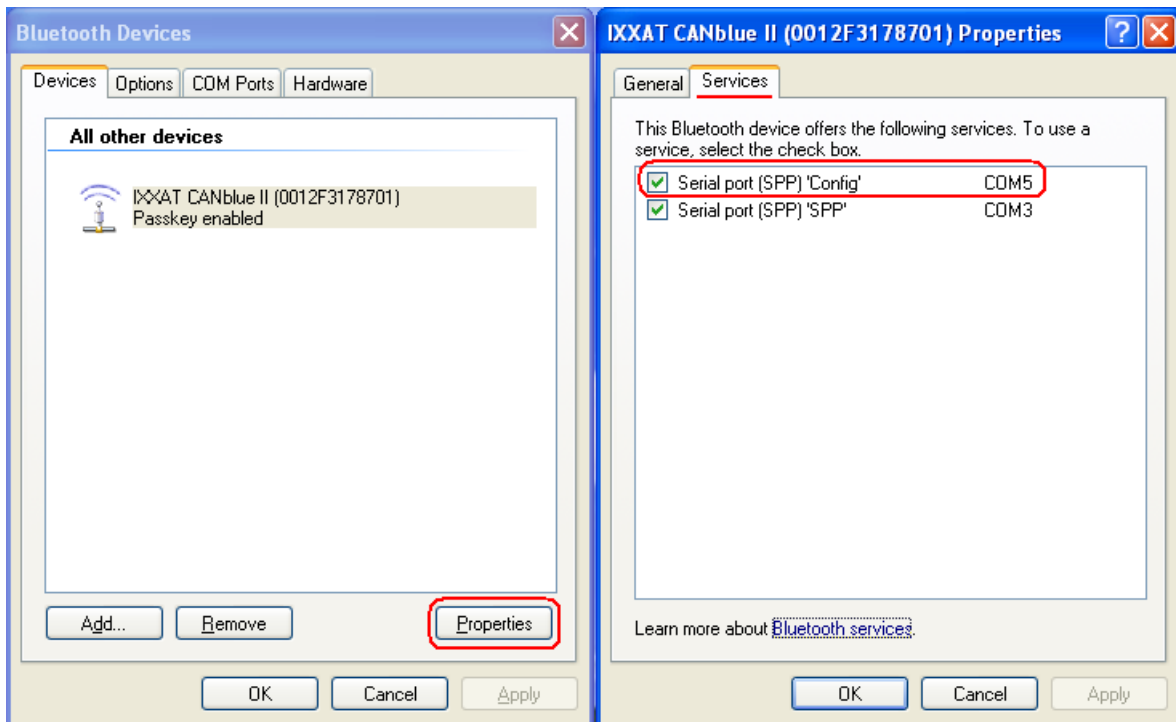 Bluetooth Devices
Devices Options COM Ports Hardware
All other devices
IXXAT CANblue II (0012F3178701)
Passkey enabled
Add... Remove Properties
OK Cancel Apply
IXXAT CANblue II (0012F3178701) Properties
General Services
This Bluetooth device offers the following services. To use a
service, select the check box.
Serial port (SPP) 'Config' COM5
Serial port (SPP) 'SPP' COM3
Learn more about Bluetooth services.
OK Cancel Apply